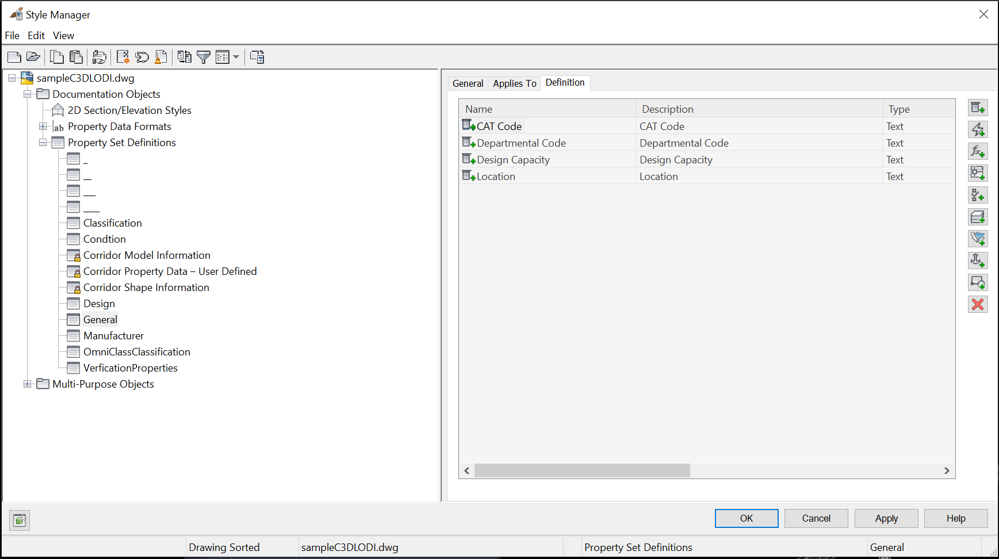 Style Manager
File Edit View
sampleC3DLODI.dwg
Documentation Objects
2D Section/Elevation Styles
ab Property Data Formats
Property Set Definitions
_
__
___
____
Classification
Condtion
Corridor Model Information
Corridor Property Data – User Defined
Corridor Shape Information
Design
General
Manufacturer
OmniClassClassification
VerficationProperties
Multi-Purpose Objects
General Applies To Definition
Name Description Type
CAT Code CAT Code Text
Departmental Code Departmental Code Text
Design Capacity Design Capacity Text
Location Location Text
OK Cancel Apply Help
Drawing Sorted sampleC3DLODI.dwg Property Set Definitions General